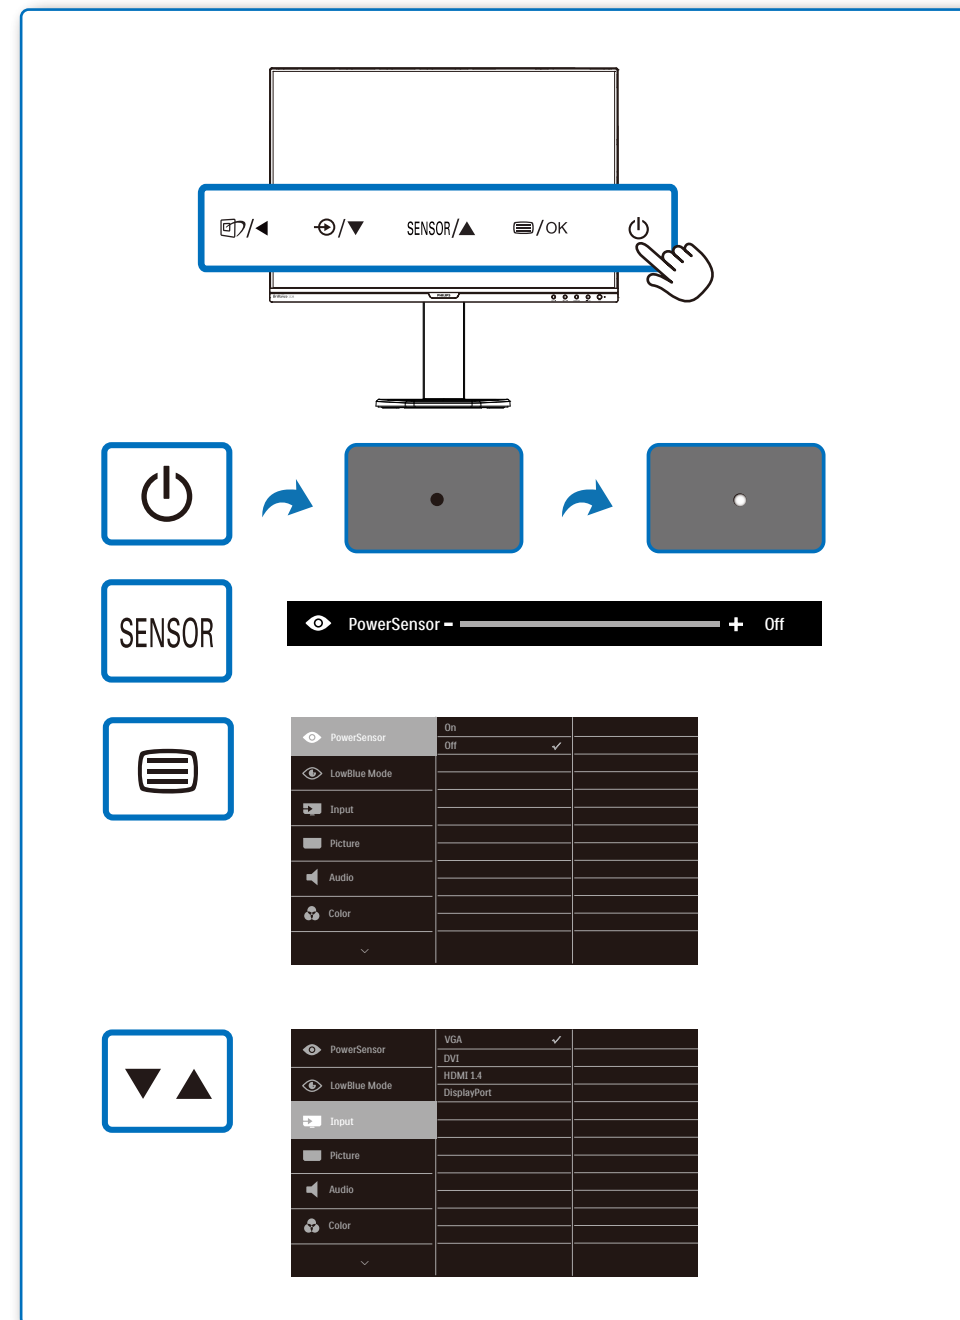 /◀ /▼ SENSOR/▲ /OK
SENSOR
PowerSensor - + Off
PowerSensor
LowBlue Mode
Input
Picture
Audio
Color
On
Off ✓
PowerSensor
LowBlue Mode
Input
Picture
Audio
Color
VGA ✓
DVI
HDMI 1.4
DisplayPort